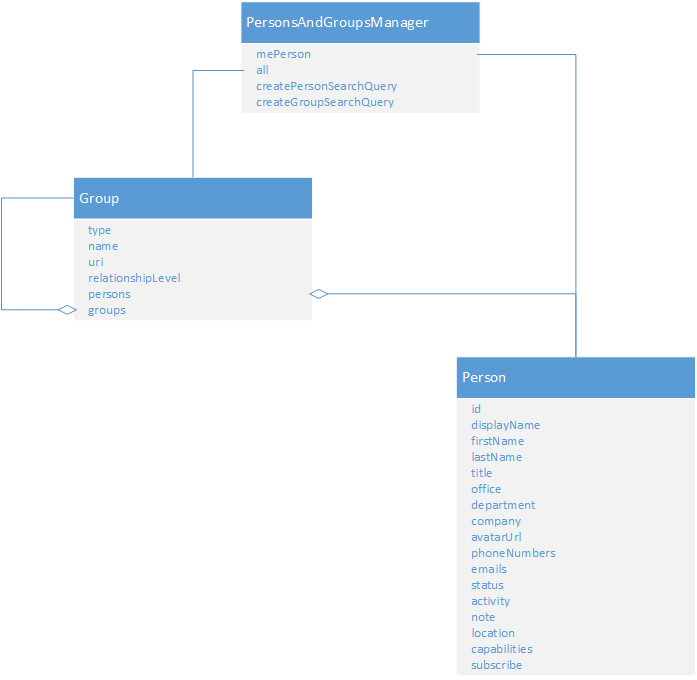 PersonsAndGroupsManager
mePerson
all
createPersonSearchQuery
createGroupSearchQuery
Group
type
name
uri
relationshipLevel
persons
groups
Person
id
displayName
firstName
lastName
title
office
department
company
avatarUrl
phoneNumbers
emails
status
activity
note
location
capabilities
subscribe